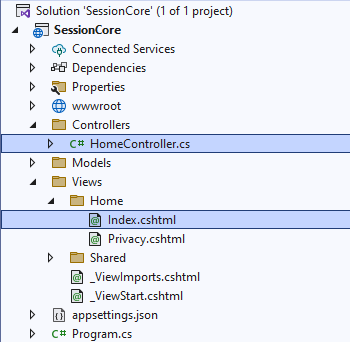 Solution 'SessionCore' (1 of 1 project)
SessionCore
Connected Services
Dependencies
Properties
wwwroot
Controllers
C# HomeController.cs
Models
Views
Home
@ Index.cshtml
@ Privacy.cshtml
Shared
@ _ViewImports.cshtml
@ _ViewStart.cshtml
appsettings.json
C# Program.cs